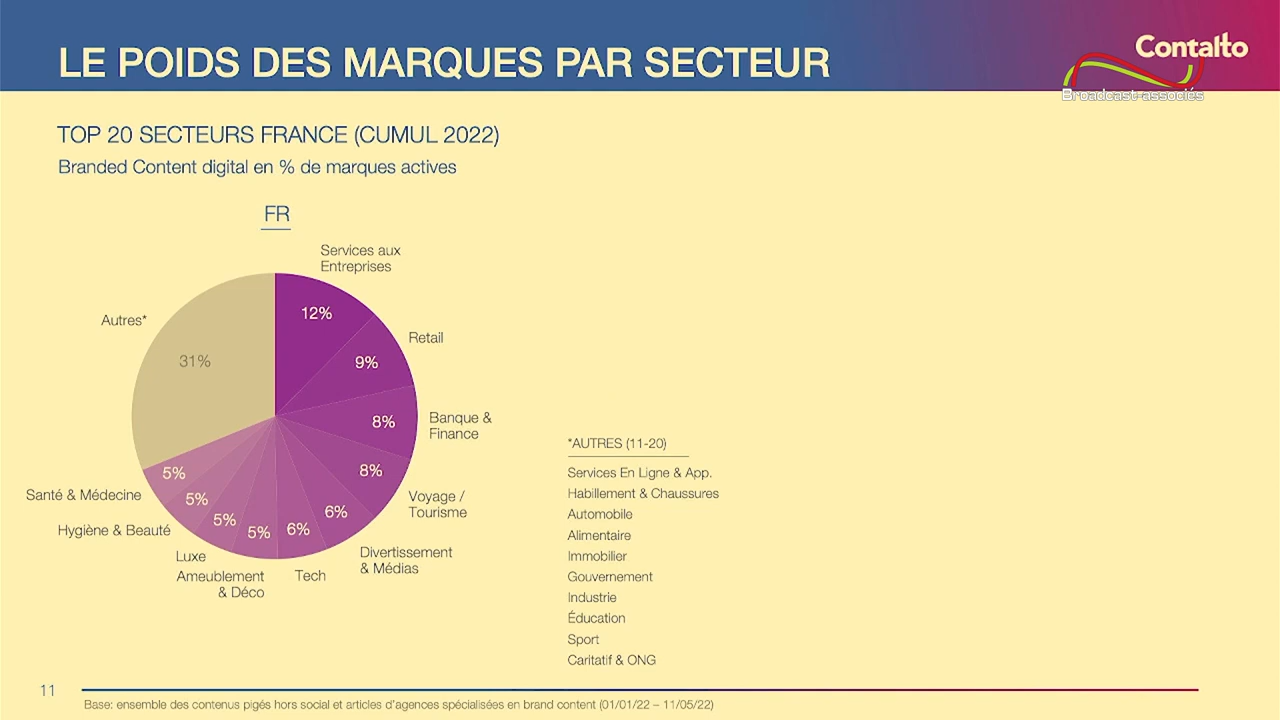 LE POIDS DES MARQUES PAR SECTEUR
Contalto
Broadcast-associés
TOP 20 SECTEURS FRANCE (CUMUL 2022)
Branded Content digital en % de marques actives
FR
Services aux
Entreprises
12%
Retail
9%
Banque &
Finance
8%
Voyage /
Tourisme
8%
Divertissement
& Médias
6%
Tech
6%
Ameublement
& Déco
5%
Luxe
5%
Hygiène & Beauté
5%
Santé & Médecine
5%
Autres*
31%
*AUTRES (11-20)
Services En Ligne & App.
Habillement & Chaussures
Automobile
Alimentaire
Immobilier
Gouvernement
Industrie
Éducation
Sport
Caritatif & ONG
11
Base: ensemble des contenus pigés hors social et articles d'agences spécialisées en brand content (01/01/22 – 11/05/22)